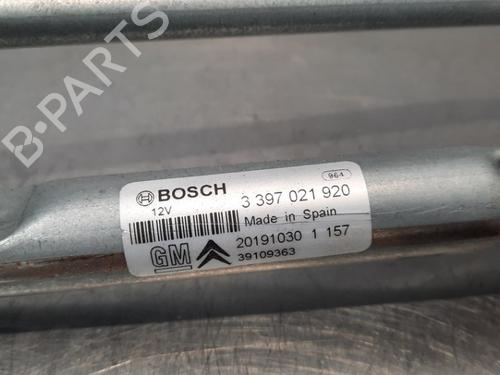 B-PARTS
964
BOSCH 3 397 021 920
12V
Made in Spain
GM 20191030 1 157
39109363